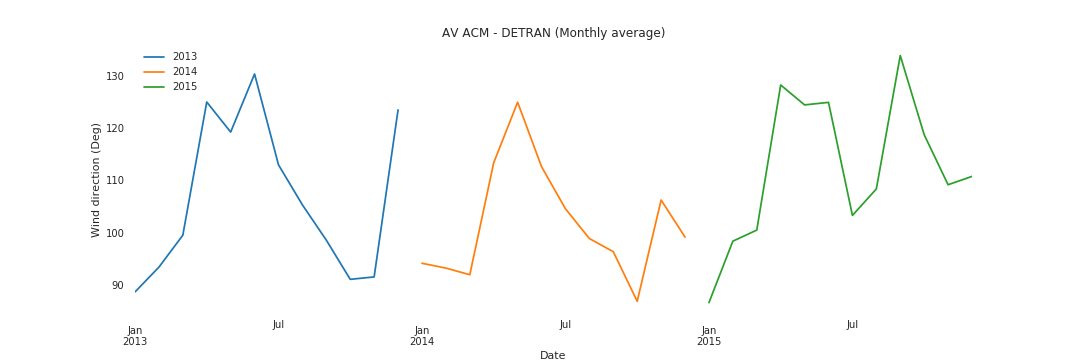 AV ACM - DETRAN (Monthly average)
2013
2014
2015
130
120
110
100
90
Wind direction (Deg)
Jan
2013
Jul
Jan
2014
Jul
Jan
2015
Jul
Date